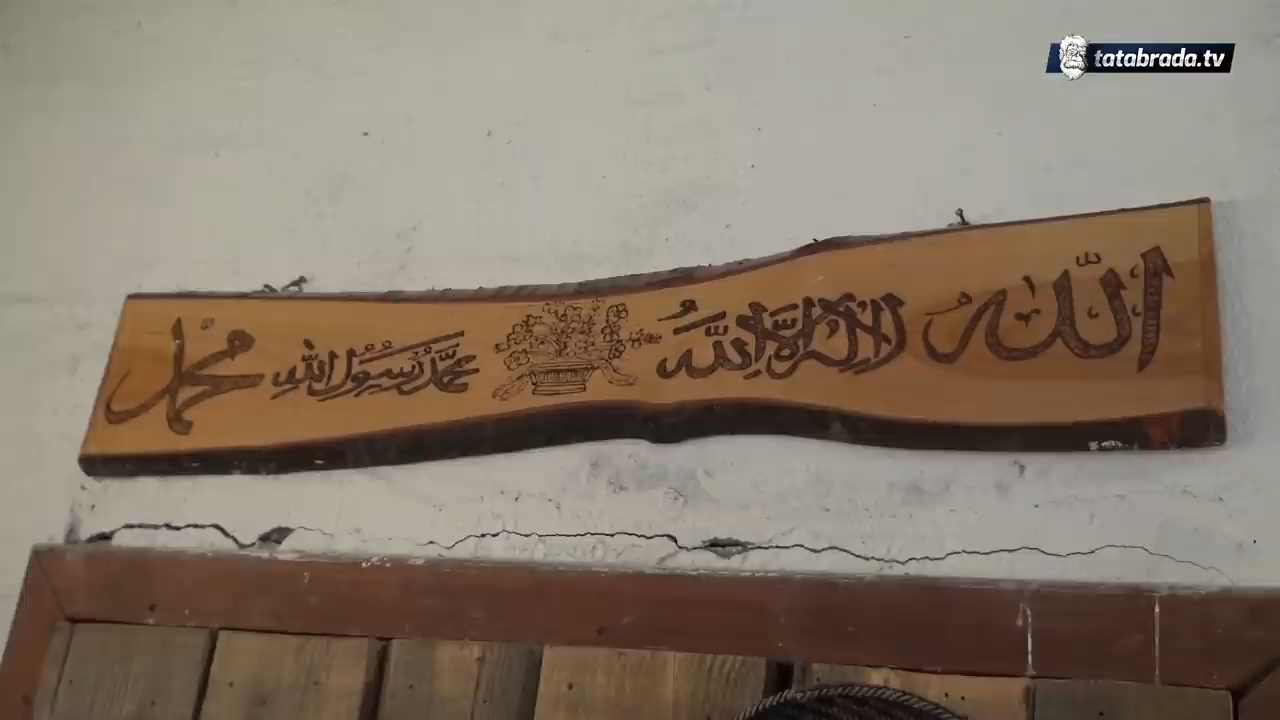 tatabrada.tv
الله لا إله إلا الله محمد رسول الله محمد